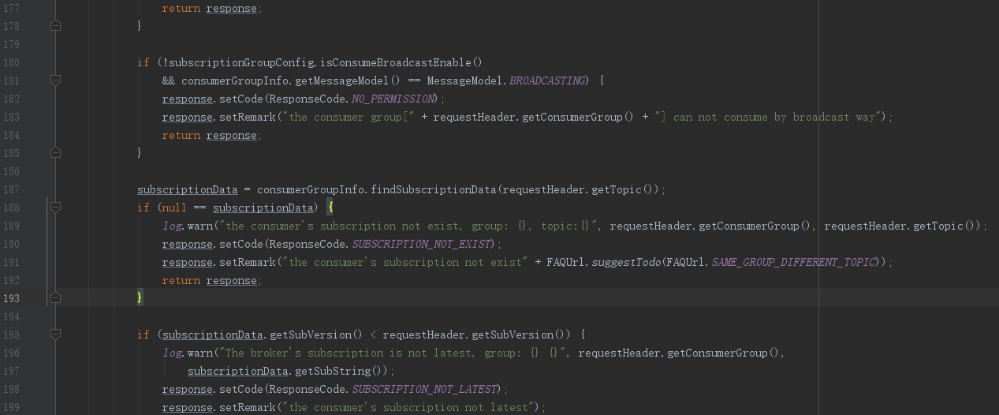 177 return response;
178 }
179
180 if (!subscriptionGroupConfig.isConsumeBroadcastEnable()
181 && consumerGroupInfo.getMessageModel() == MessageModel.BROADCASTING) {
182 response.setCode(ResponseCode.NO_PERMISSION);
183 response.setRemark("the consumer group[" + requestHeader.getConsumerGroup() + "] can not consume by broadcast way");
184 return response;
185 }
186
187 subscriptionData = consumerGroupInfo.findSubscriptionData(requestHeader.getTopic());
188 if (null == subscriptionData) {
189 log.warn("the consumer's subscription not exist, group: {}, topic:{}", requestHeader.getConsumerGroup(), requestHeader.getTopic());
190 response.setCode(ResponseCode.SUBSCRIPTION_NOT_EXIST);
191 response.setRemark("the consumer's subscription not exist" + FAQUrl.suggestTodo(FAQUrl.SAME_GROUP_DIFFERENT_TOPIC));
192 return response;
193 }
194
195 if (subscriptionData.getSubVersion() < requestHeader.getSubVersion()) {
196 log.warn("The broker's subscription is not latest, group: {} {}", requestHeader.getConsumerGroup(),
197 subscriptionData.getSubString());
198 response.setCode(ResponseCode.SUBSCRIPTION_NOT_LATEST);
199 response.setRemark("the consumer's subscription not latest");